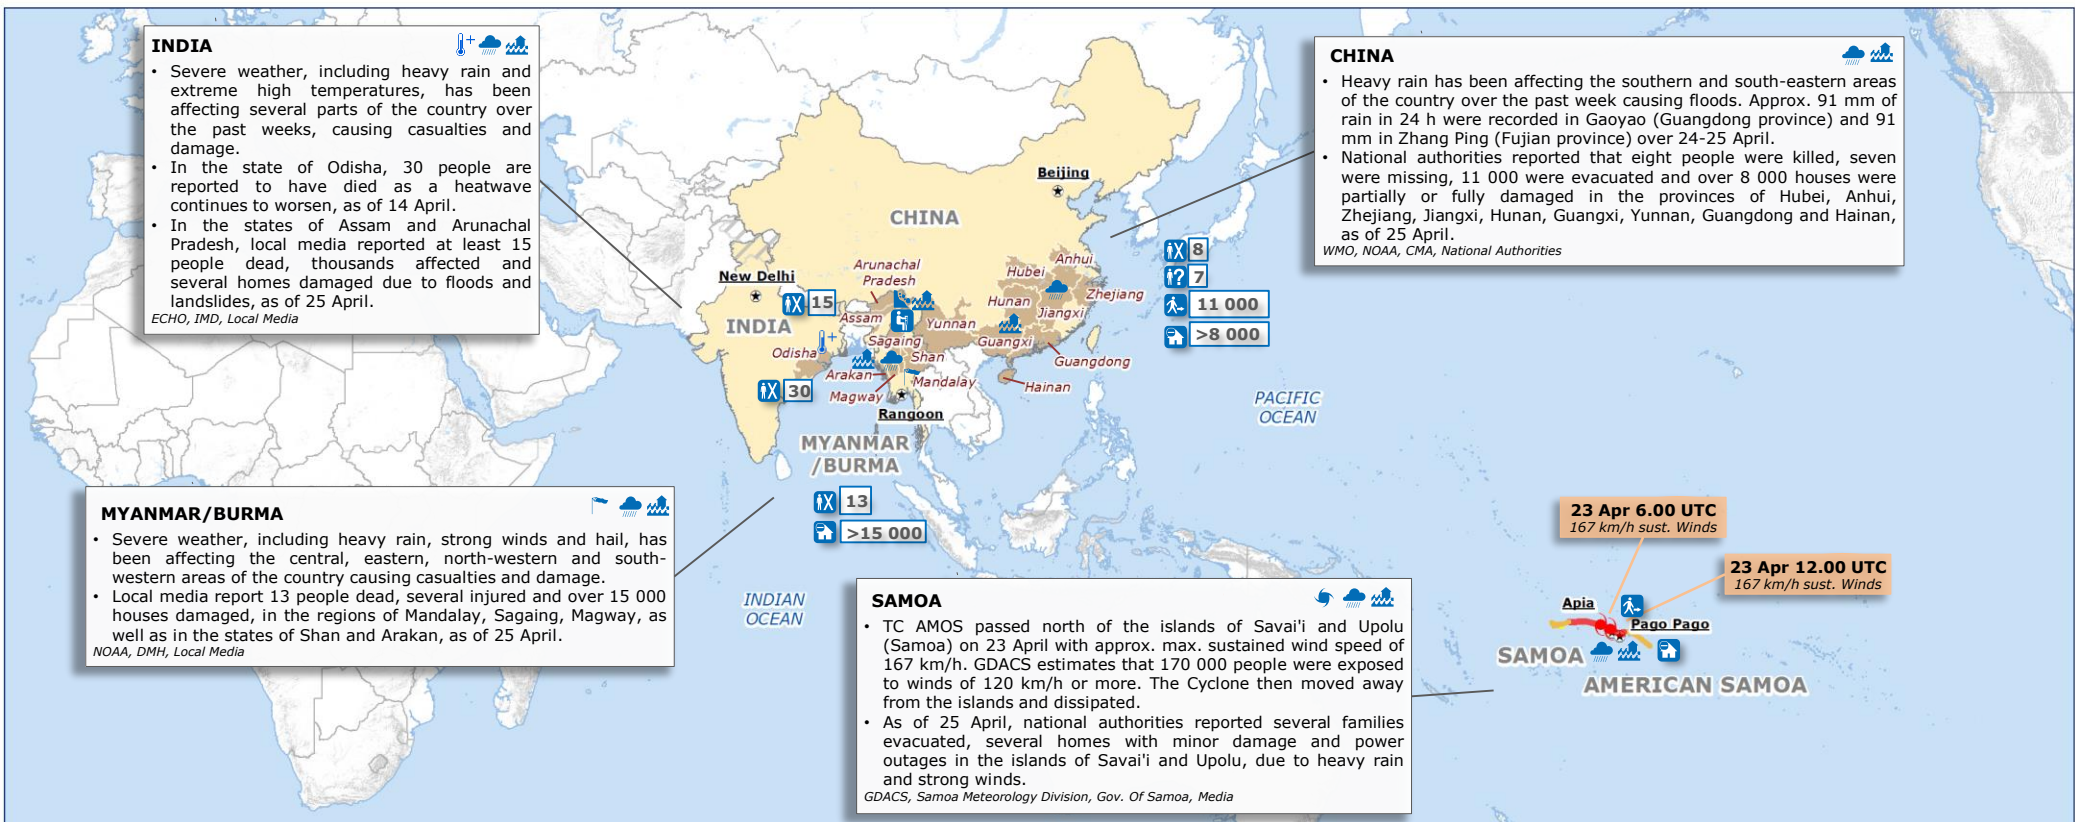 INDIA
• Severe weather, including heavy rain and
extreme high temperatures, has been
affecting several parts of the country over
the past weeks, causing casualties and
damage.
• In the state of Odisha, 30 people are
reported to have died as a heatwave
continues to worsen, as of 14 April.
• In the states of Assam and Arunachal
Pradesh, local media reported at least 15
people dead, thousands affected and
several homes damaged due to floods and
landslides, as of 25 April.
ECHO, IMD, Local Media
CHINA
• Heavy rain has been affecting the southern and south-eastern areas
of the country over the past week causing floods. Approx. 91 mm of
rain in 24 h were recorded in Gaoyao (Guangdong province) and 91
mm in Zhang Ping (Fujian province) over 24-25 April.
• National authorities reported that eight people were killed, seven
were missing, 11 000 were evacuated and over 8 000 houses were
partially or fully damaged in the provinces of Hubei, Anhui,
Zhejiang, Jiangxi, Hunan, Guangxi, Yunnan, Guangdong and Hainan,
as of 25 April.
WMO, NOAA, CMA, National Authorities
Beijing
CHINA
8
7
11 000
>8 000
New Delhi
15
INDIA
Arunachal
Pradesh
Assam
Hubei
Anhui
Hunan
Zhejiang
Jiangxi
Yunnan
Guangxi
Sagaing
Odisha
Shan
Guangdong
Arakan
Mandalay
Hainan
30
Magway
Rangoon
MYANMAR
/BURMA
13
>15 000
PACIFIC
OCEAN
INDIAN
OCEAN
MYANMAR/BURMA
• Severe weather, including heavy rain, strong winds and hail, has
been affecting the central, eastern, north-western and south-
western areas of the country causing casualties and damage.
• Local media report 13 people dead, several injured and over 15 000
houses damaged, in the regions of Mandalay, Sagaing, Magway, as
well as in the states of Shan and Arakan, as of 25 April.
NOAA, DMH, Local Media
SAMOA
• TC AMOS passed north of the islands of Savai'i and Upolu
(Samoa) on 23 April with approx. max. sustained wind speed of
167 km/h. GDACS estimates that 170 000 people were exposed
to winds of 120 km/h or more. The Cyclone then moved away
from the islands and dissipated.
• As of 25 April, national authorities reported several families
evacuated, several homes with minor damage and power
outages in the islands of Savai'i and Upolu, due to heavy rain
and strong winds.
GDACS, Samoa Meteorology Division, Gov. Of Samoa, Media
23 Apr 6.00 UTC
167 km/h sust. Winds
23 Apr 12.00 UTC
167 km/h sust. Winds
Apia
Pago Pago
SAMOA
AMERICAN SAMOA